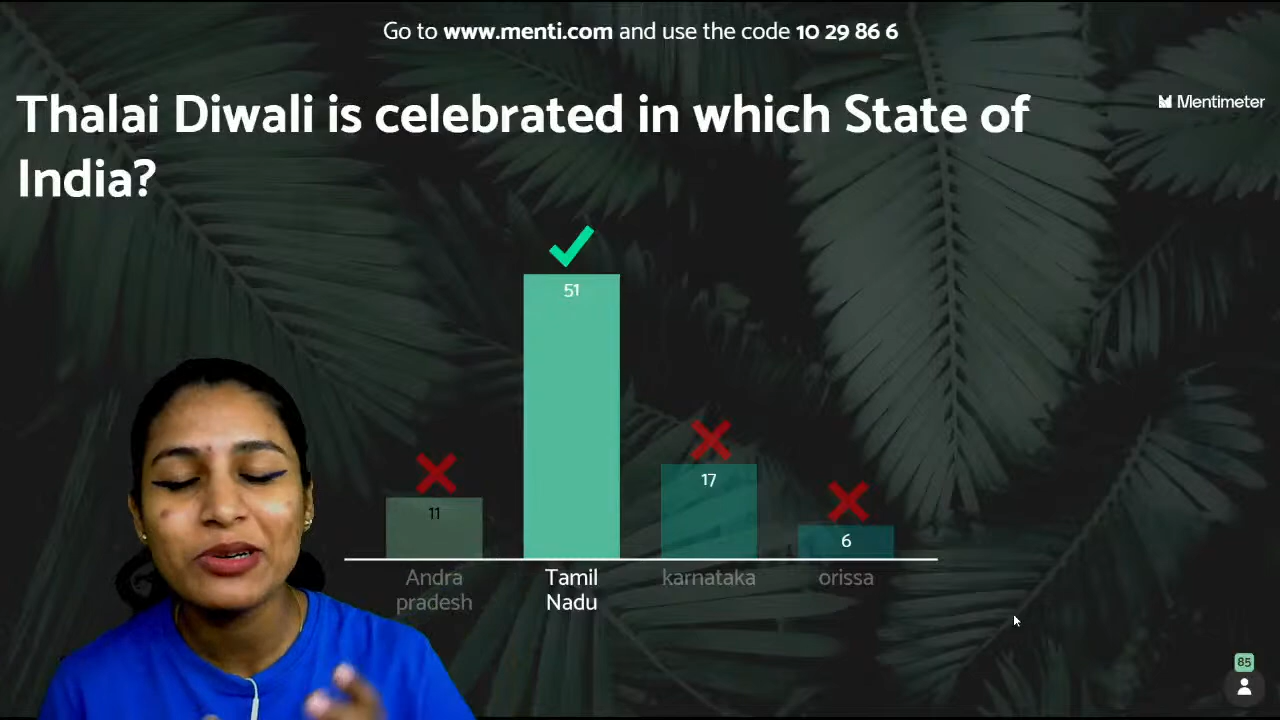 Go to www.menti.com and use the code 10 29 86 6
Thalai Diwali is celebrated in which State of
India?
Mentimeter
51
11
17
6
Andra
pradesh
Tamil
Nadu
karnataka
orissa
85